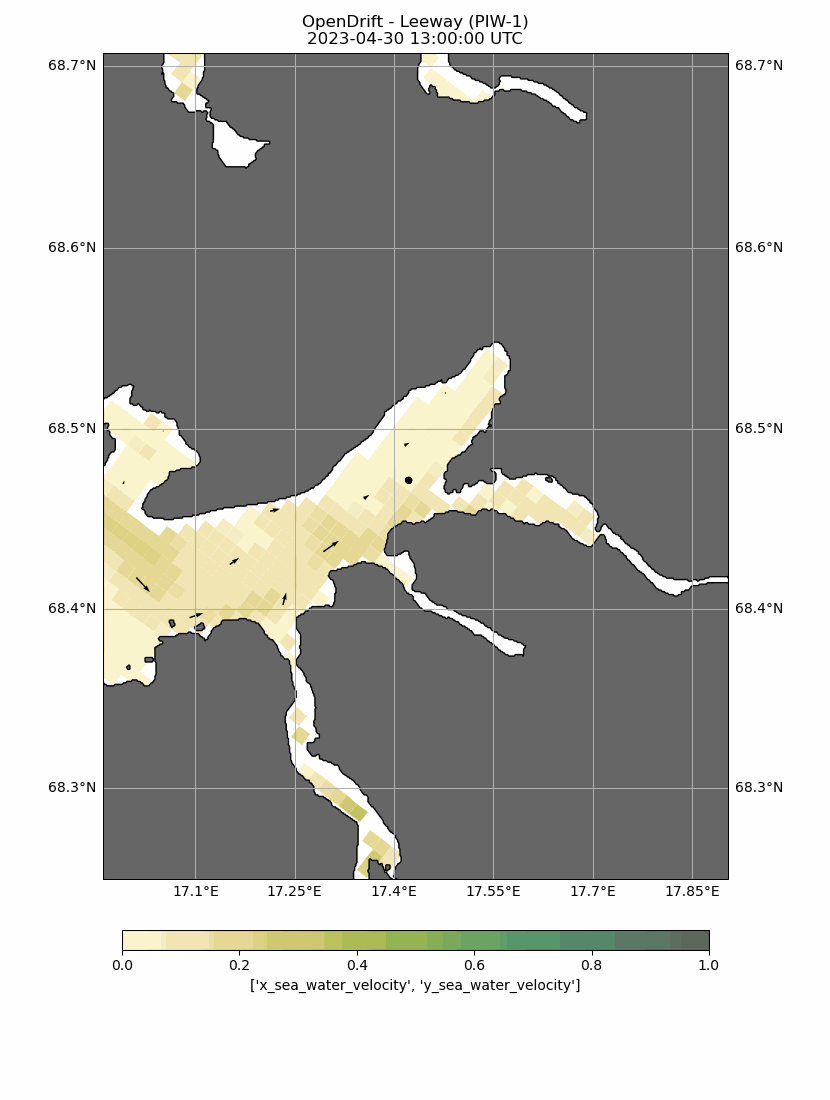 OpenDrift - Leeway (PIW-1)
2023-04-30 13:00:00 UTC
68.7°N 68.7°N
68.6°N 68.6°N
68.5°N 68.5°N
68.4°N 68.4°N
68.3°N 68.3°N
17.1°E 17.25°E 17.4°E 17.55°E 17.7°E 17.85°E
0.0 0.2 0.4 0.6 0.8 1.0
['x_sea_water_velocity', 'y_sea_water_velocity']